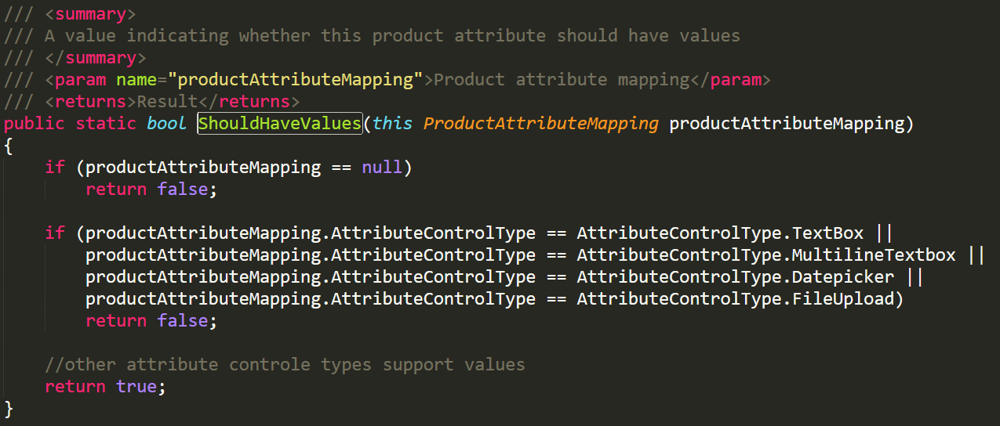 /// <summary>
/// A value indicating whether this product attribute should have values
/// </summary>
/// <param name="productAttributeMapping">Product attribute mapping</param>
/// <returns>Result</returns>
public static bool ShouldHaveValues(this ProductAttributeMapping productAttributeMapping)
{
    if (productAttributeMapping == null)
        return false;

    if (productAttributeMapping.AttributeControlType == AttributeControlType.TextBox ||
        productAttributeMapping.AttributeControlType == AttributeControlType.MultilineTextbox ||
        productAttributeMapping.AttributeControlType == AttributeControlType.Datepicker ||
        productAttributeMapping.AttributeControlType == AttributeControlType.FileUpload)
        return false;

    //other attribute controle types support values
    return true;
}